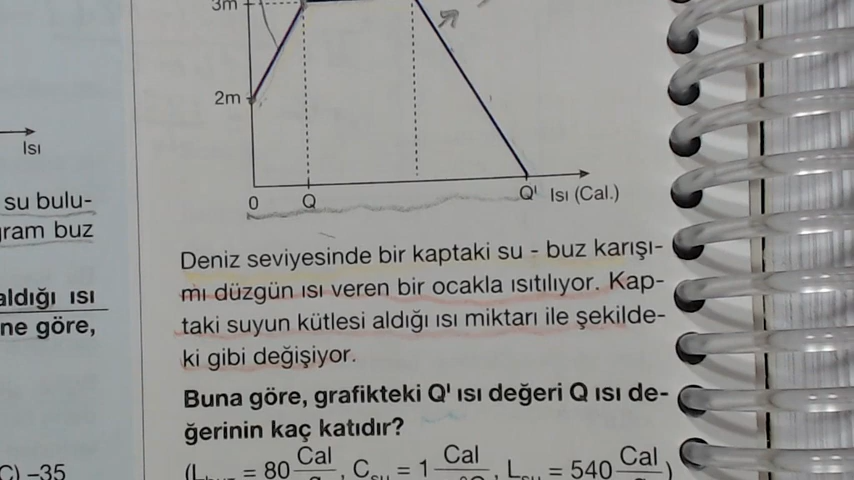 3m
2m
0
Q
Q'
Isı (Cal.)
Isı
su bulu-
gram buz
aldığı ısı
ne göre,
C) –35
Deniz seviyesinde bir kaptaki su - buz karışı-
mı düzgün ısı veren bir ocakla ısıtılıyor. Kap-
taki suyun kütlesi aldığı ısı miktarı ile şekilde-
ki gibi değişiyor.
Buna göre, grafikteki Q' ısı değeri Q ısı de-
ğerinin kaç katıdır?
= 80 Cal , C = 1 Cal , L = 540 Cal )